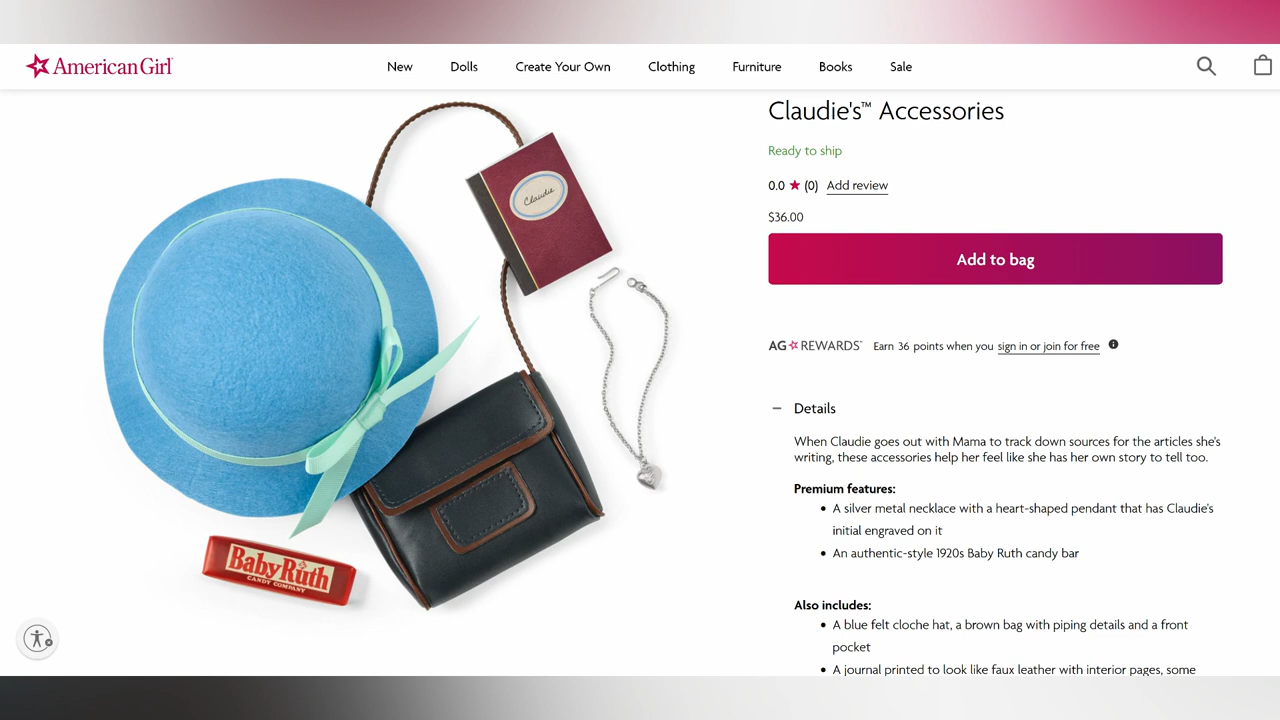 American Girl
New Dolls Create Your Own Clothing Furniture Books Sale
Claudie's™ Accessories
Ready to ship
0.0 ★ (0) Add review
$36.00
Add to bag
AG☆REWARDS™ Earn 36 points when you sign in or join for free
Details
When Claudie goes out with Mama to track down sources for the articles she's
writing, these accessories help her feel like she has her own story to tell too.
Premium features:
A silver metal necklace with a heart-shaped pendant that has Claudie's
initial engraved on it
An authentic-style 1920s Baby Ruth candy bar
Also includes:
A blue felt cloche hat, a brown bag with piping details and a front
pocket
A journal printed to look like faux leather with interior pages, some
Claudie
Baby Ruth
CANDY COMPANY